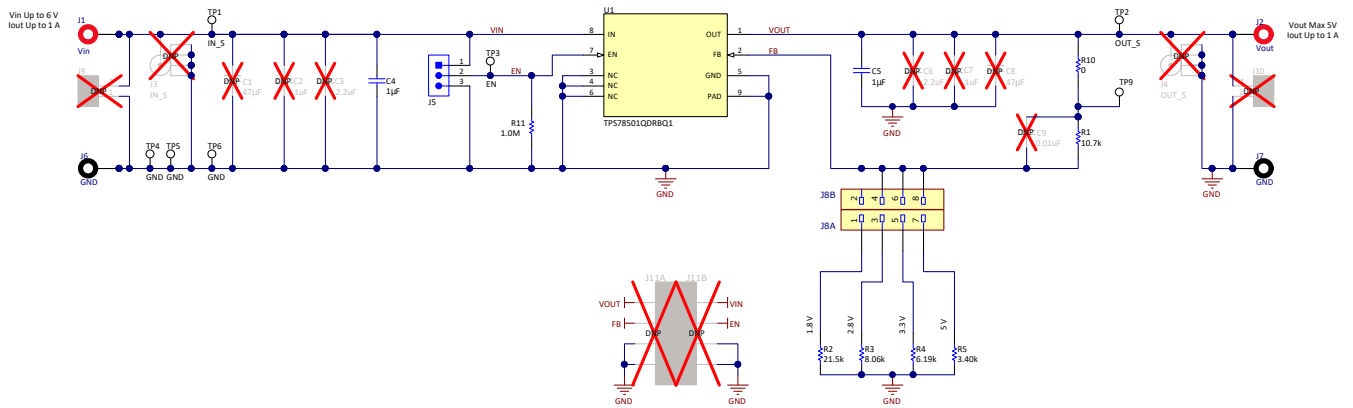 Vin Up to 6 V
Iout Up to 1 A
J1
Vin
TP1
IN_S
DNP
J3
IN_S
J9
DNP
DNP
C1
47µF
DNP
C2
1uF
DNP
C3
2.2uF
C4
1µF
J5
1
2
3
VIN
TP3
EN
EN
R11
1.0M
U1
8
IN
OUT
1
7
EN
FB
2
3
NC
GND
5
4
NC
6
NC
PAD
9
TPS78501QDRBQ1
VOUT
FB
C5
1µF
DNP
C6
2.2uF
DNP
C7
1uF
DNP
C8
47µF
GND
R10
0
TP2
OUT_S
TP9
DNP
C9
0.01uF
R1
10.7k
DNP
J4
OUT_S
J2
Vout
Vout Max 5V
Iout Up to 1 A
J10
DNP
J6
GND
TP4
GND
TP5
GND
TP6
GND
GND
GND
J7
GND
J8B
2
4
6
8
J8A
1
3
5
7
1.8 V
2.8 V
3.3 V
5 V
R2
21.5k
R3
8.06k
R4
6.19k
R5
3.40k
GND
J11A
J11B
VOUT
VIN
FB
DNP
DNP
EN
GND
GND